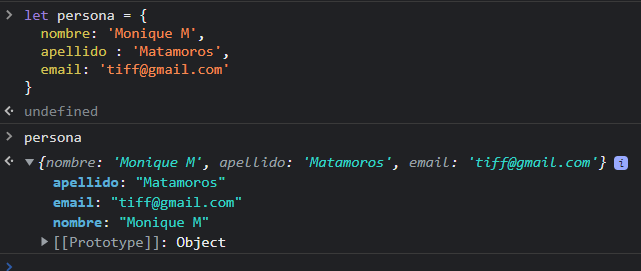 let persona = {
nombre: 'Monique M',
apellido : 'Matamoros',
email: 'tiff@gmail.com'
}
undefined
persona
{nombre: 'Monique M', apellido: 'Matamoros', email: 'tiff@gmail.com'} i
apellido: "Matamoros"
email: "tiff@gmail.com"
nombre: "Monique M"
[[Prototype]]: Object